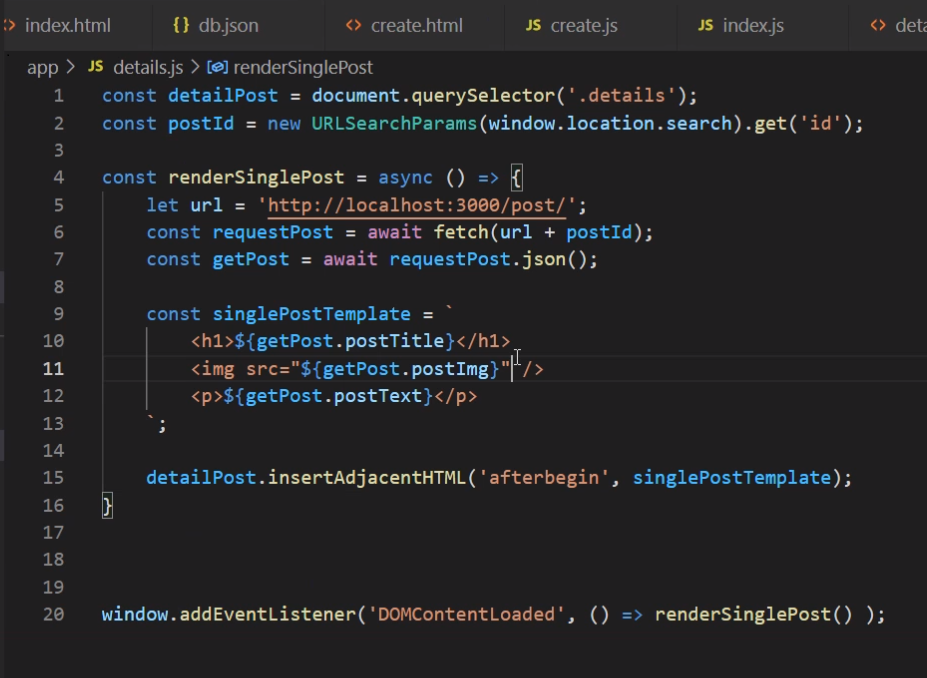 index.html {} db.json <> create.html JS create.js JS index.js <> deta
app > JS details.js > renderSinglePost
1 const detailPost = document.querySelector('.details');
2 const postId = new URLSearchParams(window.location.search).get('id');
3
4 const renderSinglePost = async () => {
5 let url = 'http://localhost:3000/post/';
6 const requestPost = await fetch(url + postId);
7 const getPost = await requestPost.json();
8
9 const singlePostTemplate = `
10 <h1>${getPost.postTitle}</h1>
11 <img src="${getPost.postImg}" />
12 <p>${getPost.postText}</p>
13 `;
14
15 detailPost.insertAdjacentHTML('afterbegin', singlePostTemplate);
16 }
17
18
19
20 window.addEventListener('DOMContentLoaded', () => renderSinglePost() );